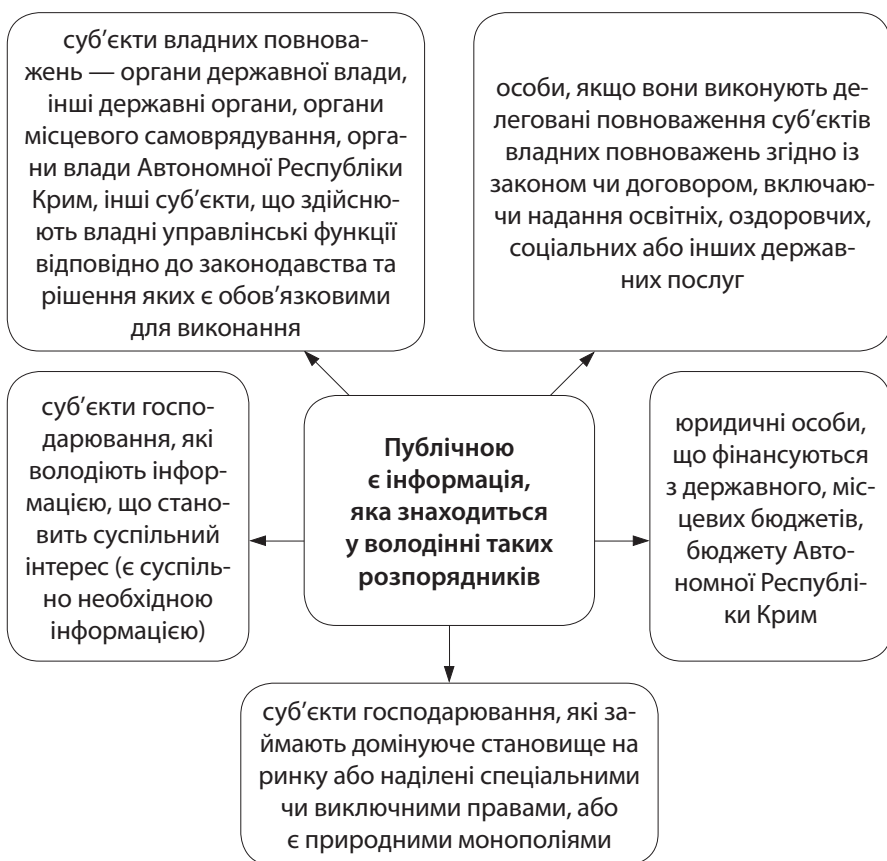 суб’єкти владних повнова-
жень — органи державної влади,
інші державні органи, органи
місцевого самоврядування, орга-
ни влади Автономної Республіки
Крим, інші суб’єкти, що здійсню-
ють владні управлінські функції
відповідно до законодавства та
рішення яких є обов’язковими
для виконання
особи, якщо вони виконують де-
леговані повноваження суб’єктів
владних повноважень згідно із
законом чи договором, включаю-
чи надання освітніх, оздоровчих,
соціальних або інших держав-
них послуг
суб’єкти госпо-
дарювання, які
володіють інфор-
мацією, що стано-
вить суспільний
інтерес (є суспіль-
но необхідною
інформацією)
Публічною
є інформація,
яка знаходиться
у володінні таких
розпорядників
юридичні особи,
що фінансуються
з державного, міс-
цевих бюджетів,
бюджету Авто-
номної Республі-
ки Крим
суб’єкти господарювання, які за-
ймають домінуюче становище на
ринку або наділені спеціальними
чи виключними правами, або
є природними монополіями